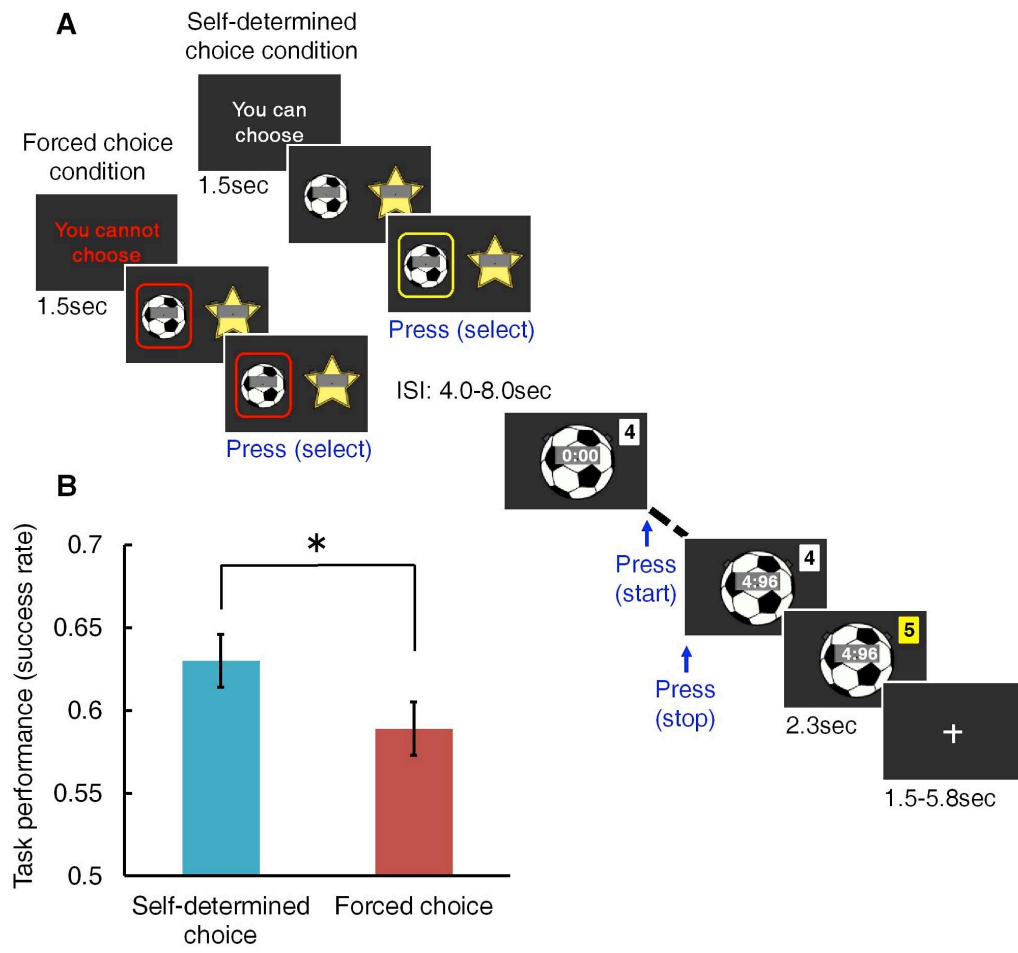 A
Self-determined
choice condition
You can
choose
1.5sec
Forced choice
condition
You cannot
choose
1.5sec
Press (select)
Press (select)
ISI: 4.0-8.0sec
0:00
4
Press
(start)
4:96
4
Press
(stop)
4:96
5
2.3sec
+
1.5-5.8sec
B
Task performance (success rate)
0.7
0.65
0.6
0.55
0.5
*
Self-determined
choice
Forced choice